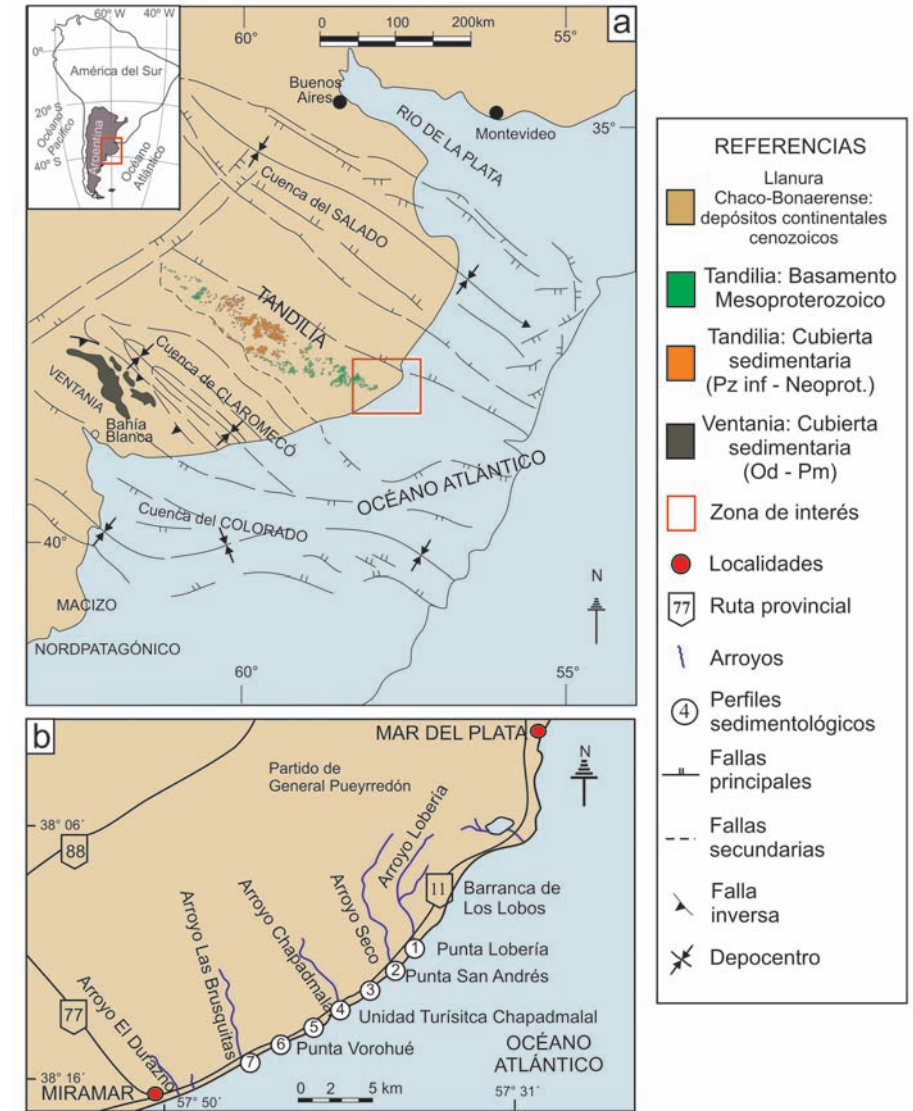 60° W
40° W
0°
América del Sur
20° S
Océano
Pacífico
Argentina
40°
S
Océano
Atlántico
60°
0
100
200km
55°
a
Buenos
Aires
Montevideo
35°
RIO DE LA PLATA
Cuenca del SALADO
TANDILIA
Cuenca de CLAROMECÓ
VENTANIA
Bahía
Blanca
OCÉANO ATLÁNTICO
Cuenca del COLORADO
40°
MACIZO
NORDPATAGÓNICO
N
60°
55°
b
MAR DEL PLATA
N
Partido de
General Pueyrredón
38° 06'
88
Arroyo Lobería
11
Barranca de
Los Lobos
Arroyo Seco
Arroyo Chapadmalal
Arroyo Las Brusquitas
Arroyo El Durazno
1
Punta Lobería
2
Punta San Andrés
3
4
Unidad Turísitca Chapadmalal
5
6
Punta Vorohué
7
77
OCÉANO
ATLÁNTICO
38° 16'
MIRAMAR
57° 50'
0 2 5 km
57° 31'
REFERENCIAS
Llanura
Chaco-Bonaerense:
depósitos continentales
cenozoicos
Tandilia: Basamento
Mesoproterozoico
Tandilia: Cubierta
sedimentaria
(Pz inf - Neoprot.)
Ventania: Cubierta
sedimentaria
(Od - Pm)
Zona de interés
Localidades
77
Ruta provincial
Arroyos
4
Perfiles
sedimentológicos
Fallas
principales
Fallas
secundarias
Falla
inversa
Depocentro